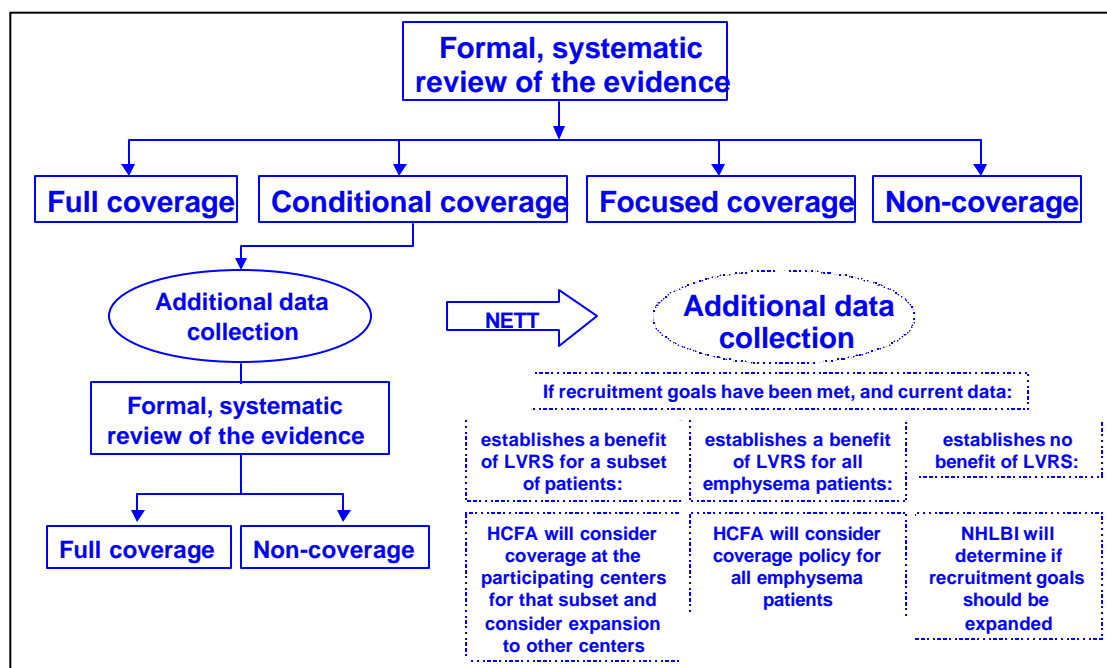 Formal, systematic
review of the evidence
Full coverage
Conditional coverage
Focused coverage
Non-coverage
Additional data
collection
NETT
Additional data
collection
Formal, systematic
review of the evidence
Full coverage
Non-coverage
If recruitment goals have been met, and current data:
establishes a benefit
of LVRS for a subset
of patients:
establishes a benefit
of LVRS for all
emphysema patients:
establishes no
benefit of LVRS:
HCFA will consider
coverage at the
participating centers
for that subset and
consider expansion
to other centers
HCFA will consider
coverage policy for
all emphysema
patients
NHLBI will
determine if
recruitment goals
should be
expanded